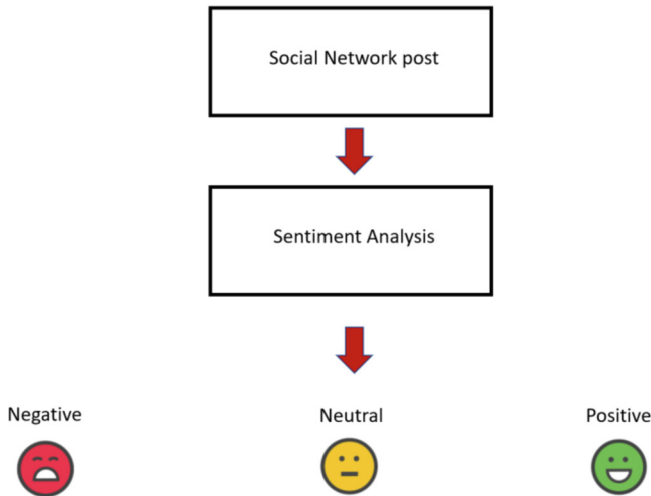 Social Network post
Sentiment Analysis
Negative
Neutral
Positive